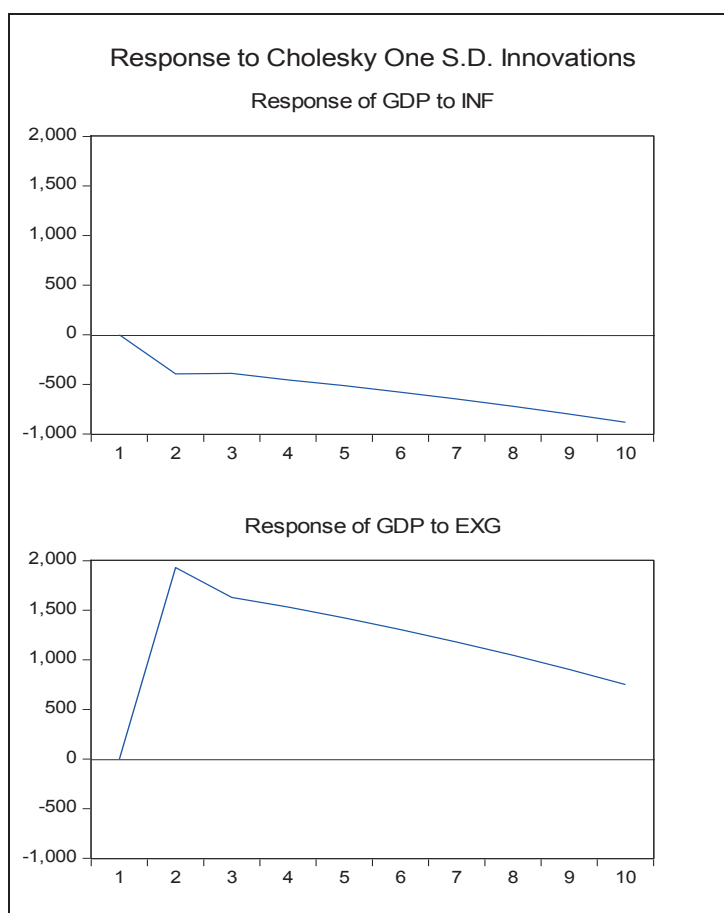 Response to Cholesky One S.D. Innovations
Response of GDP to INF
2,000
1,500
1,000
500
0
-500
-1,000
1 2 3 4 5 6 7 8 9 10
Response of GDP to EXG
2,000
1,500
1,000
500
0
-500
-1,000
1 2 3 4 5 6 7 8 9 10